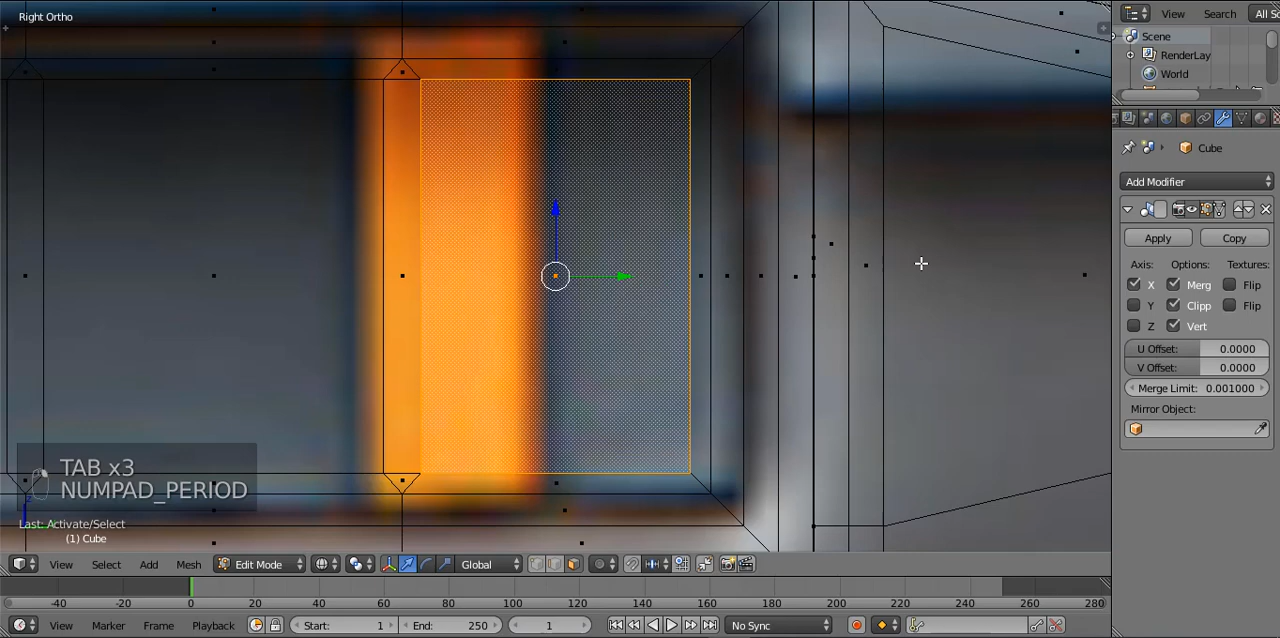 Right Ortho
View Search All Sc
Scene
RenderLay
World
Cube
Add Modifier
Apply Copy
Axis: Options: Textures:
X Merg Flip
Y Clipp Flip
Z Vert
U Offset: 0.0000
V Offset: 0.0000
Merge Limit: 0.001000
Mirror Object:
TAB x3
NUMPAD_PERIOD
Last: Activate/Select
(1) Cube
View Select Add Mesh Edit Mode Global
-40 -20 0 20 40 60 80 100 120 140 160 180 200 220 240 260 280
View Marker Frame Playback Start: 1 End: 250 1 No Sync